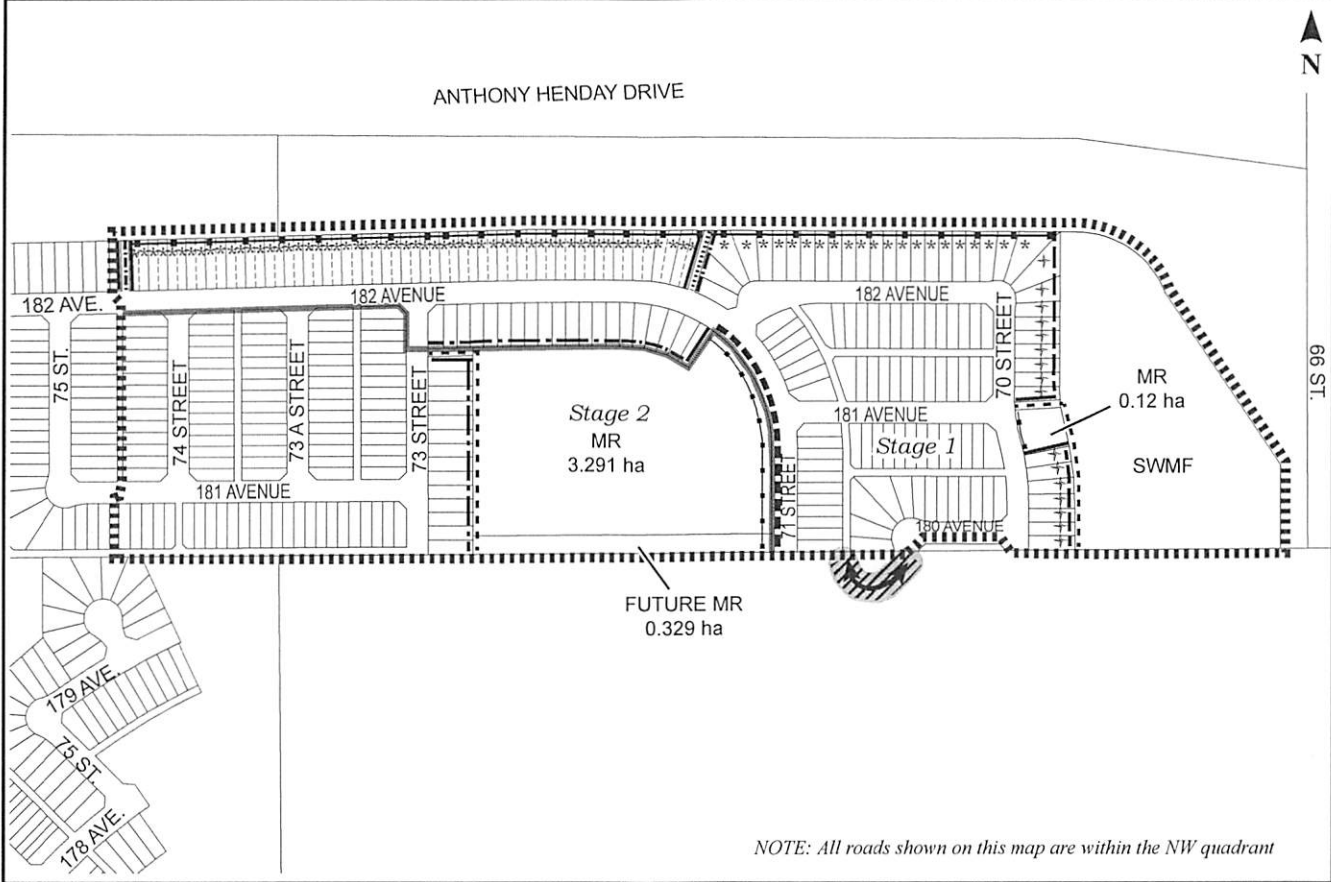 N
ANTHONY HENDAY DRIVE
182 AVE.
182 AVENUE
182 AVENUE
75 ST.
74 STREET
73 A STREET
73 STREET
70 STREET
66 ST.
Stage 2
MR
3.291 ha
181 AVENUE
Stage 1
MR
0.12 ha
SWMF
181 AVENUE
71 STREET
180 AVENUE
FUTURE MR
0.329 ha
179 AVE.
75 ST.
178 AVE.
NOTE: All roads shown on this map are within the NW quadrant